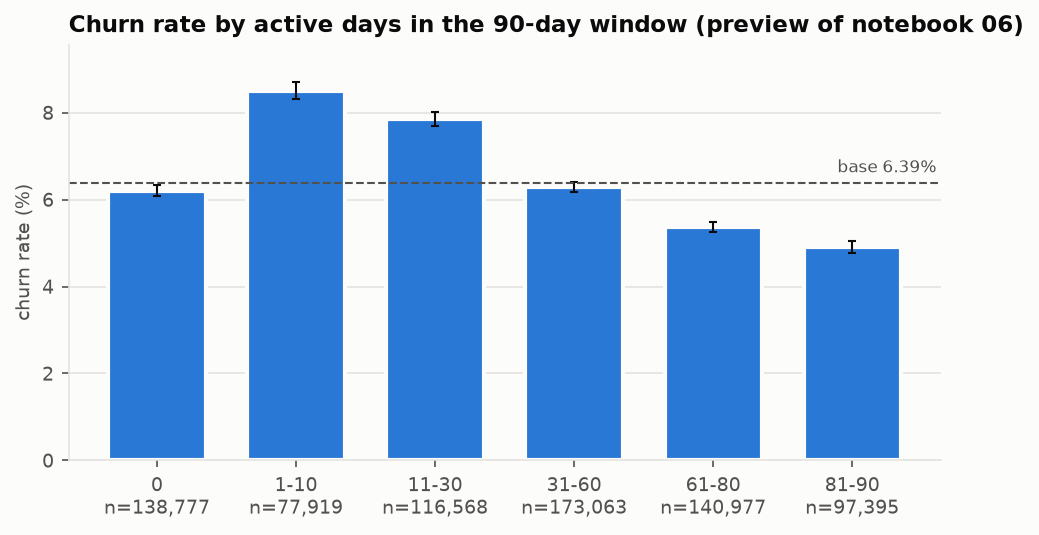 Churn rate by active days in the 90-day window (preview of notebook 06)
churn rate (%)
8
6
4
2
0
base 6.39%
0 1-10 11-30 31-60 61-80 81-90
n=138,777 n=77,919 n=116,568 n=173,063 n=140,977 n=97,395